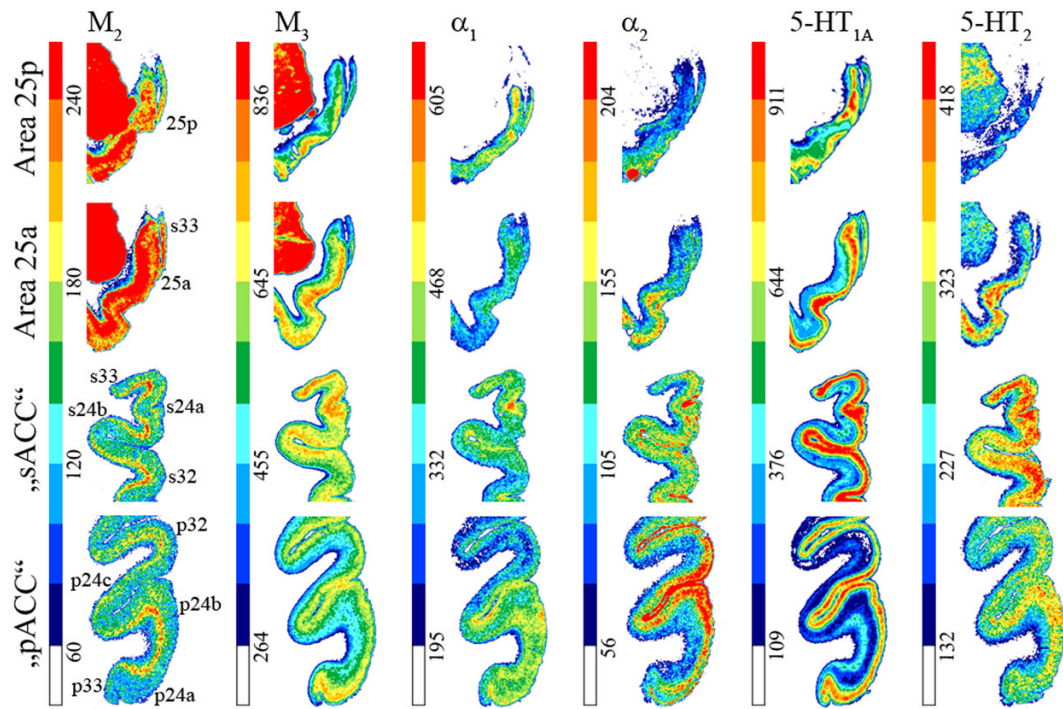 M2 M3 α1 α2 5-HT1A 5-HT2
Area 25p
240 836 605 204 911 418
25p
Area 25a
180 645 468 155 644 323
s33
25a
„sACC“
120 455 332 105 376 227
s33
s24b
s24a
s32
„pACC“
60 264 195 56 109 132
p32
p24c
p24b
p33
p24a